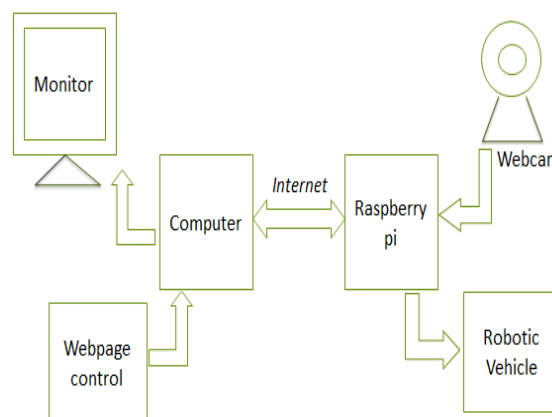 Monitor
Webcam
Internet
Computer
Raspberry
pi
Webpage
control
Robotic
Vehicle